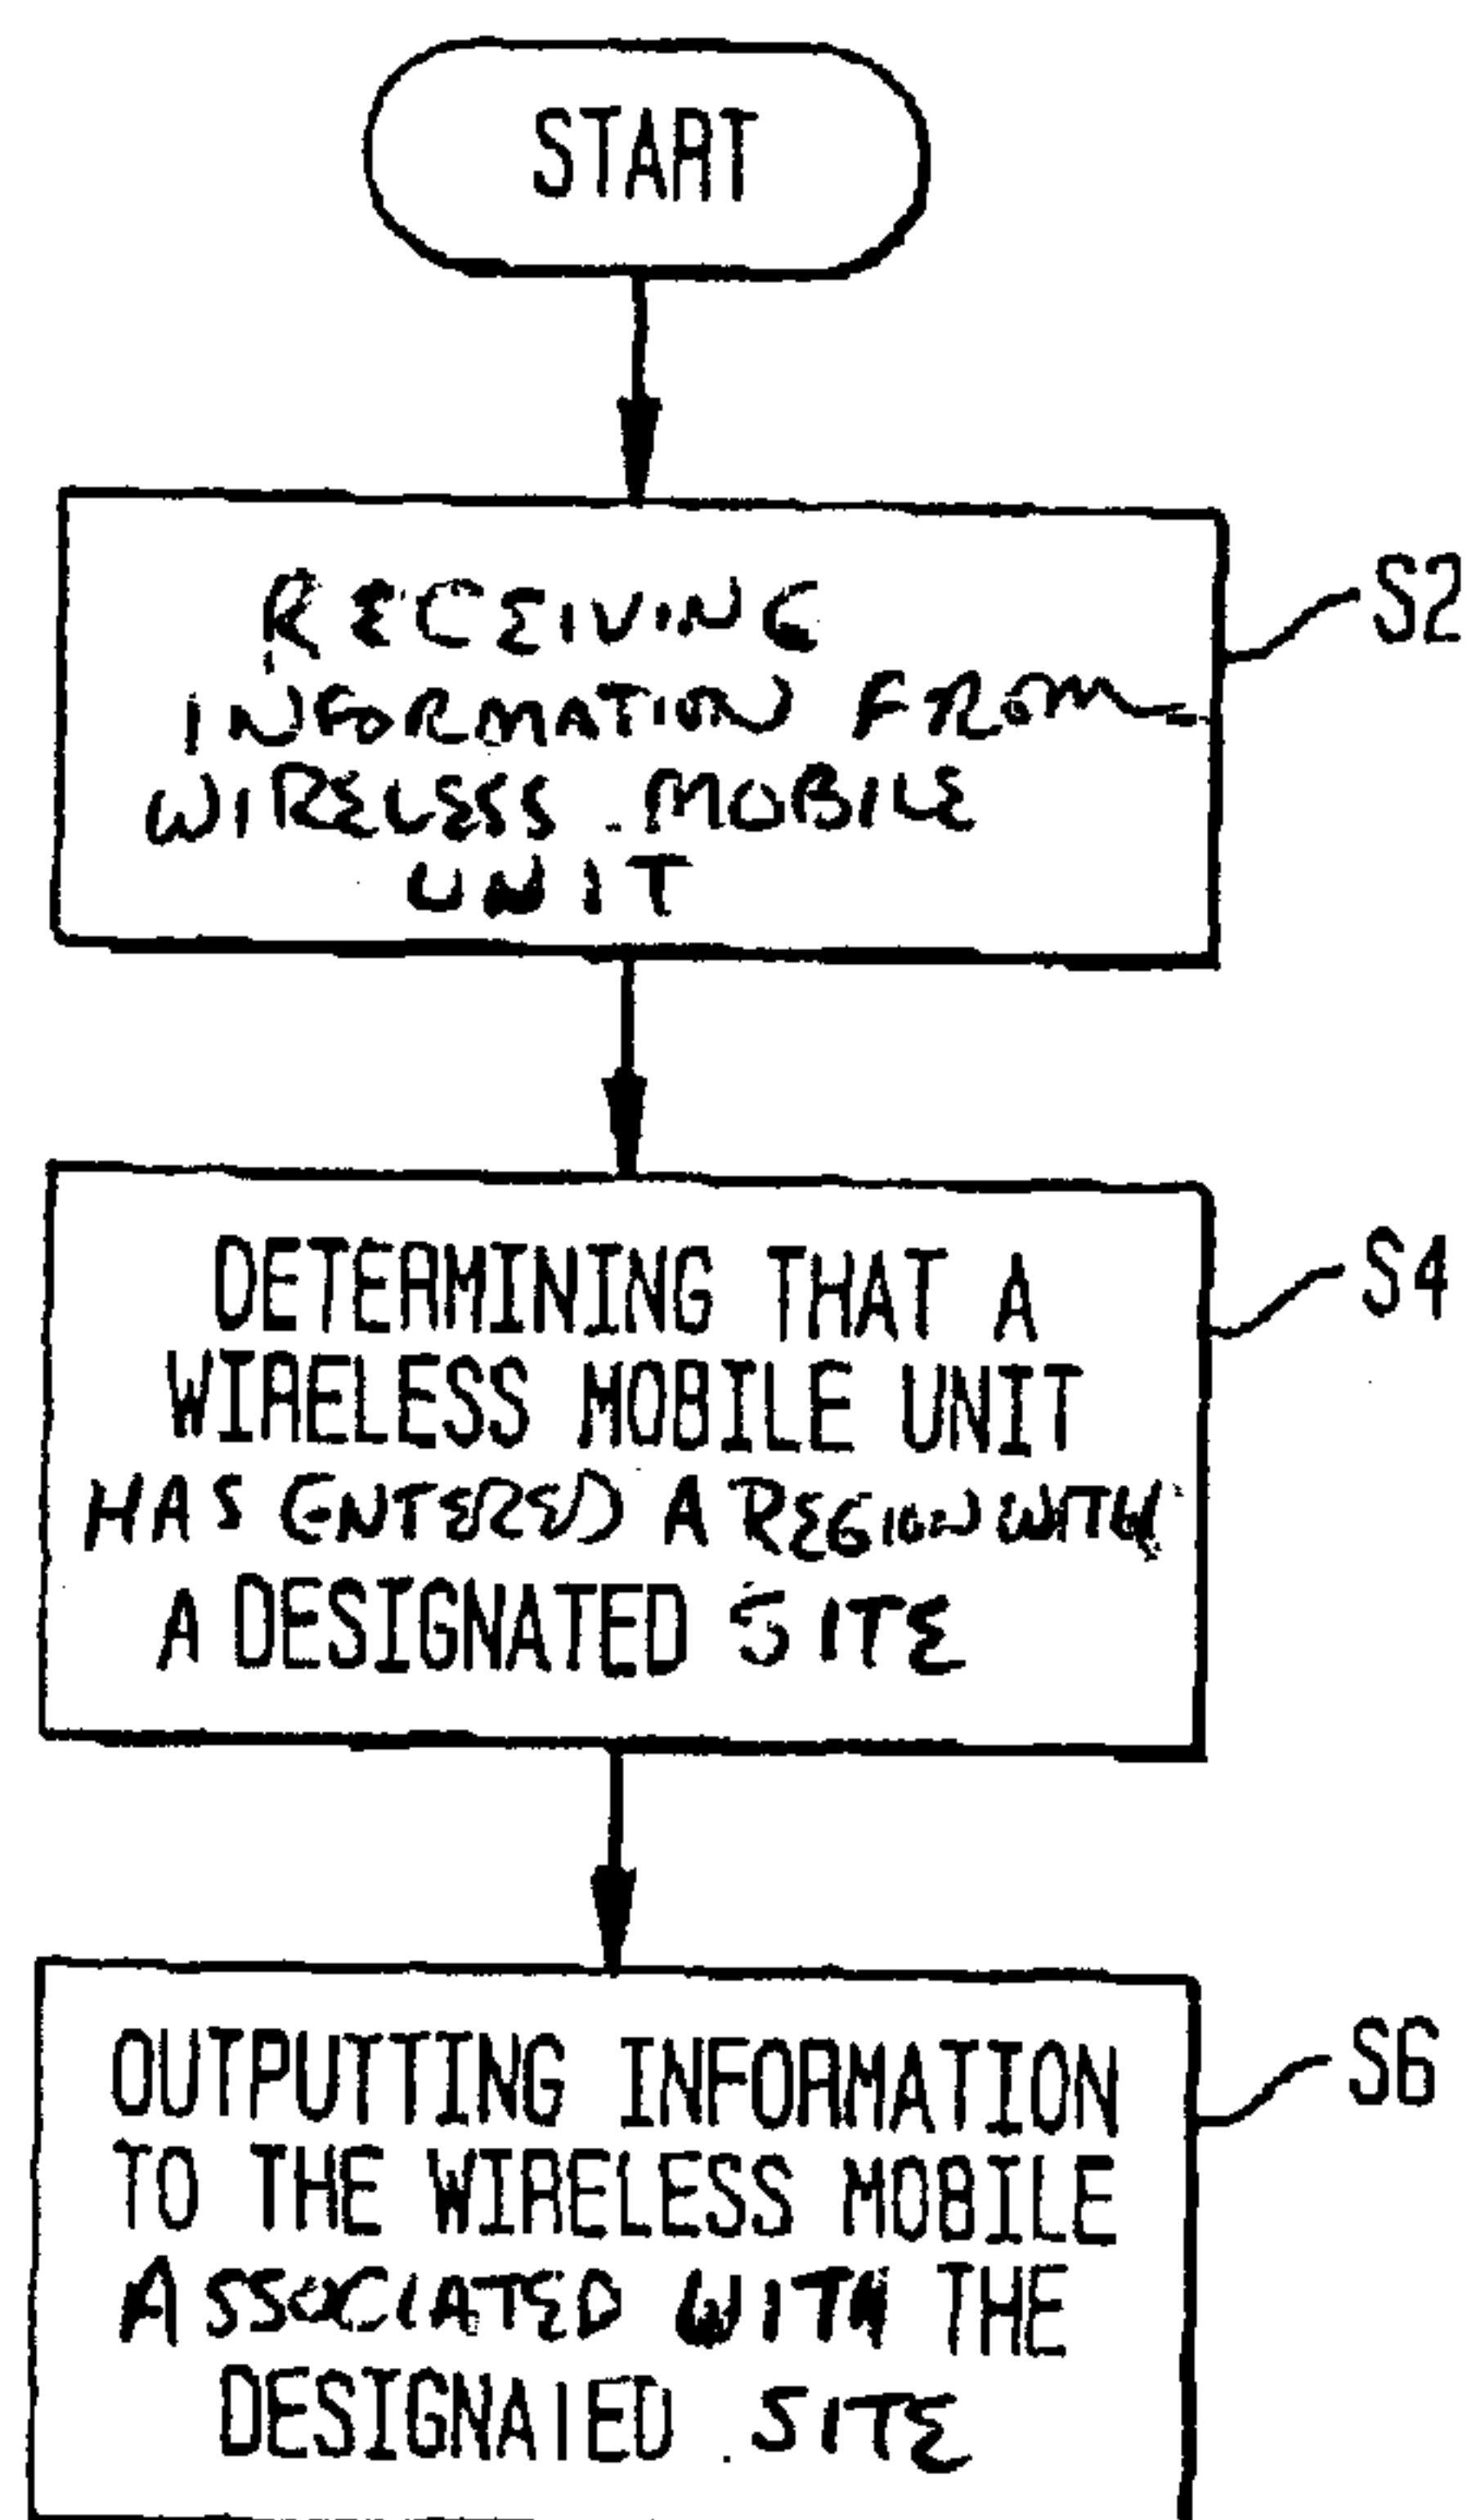 START
S2
RECEIVING
INFORMATION FROM
WIRELESS MOBILE
UNIT
S4
DETERMINING THAT A
WIRELESS MOBILE UNIT
HAS ENTERED A REGION WITH
A DESIGNATED SITE
S6
OUTPUTTING INFORMATION
TO THE WIRELESS MOBILE
ASSOCIATED WITH THE
DESIGNATED SITE